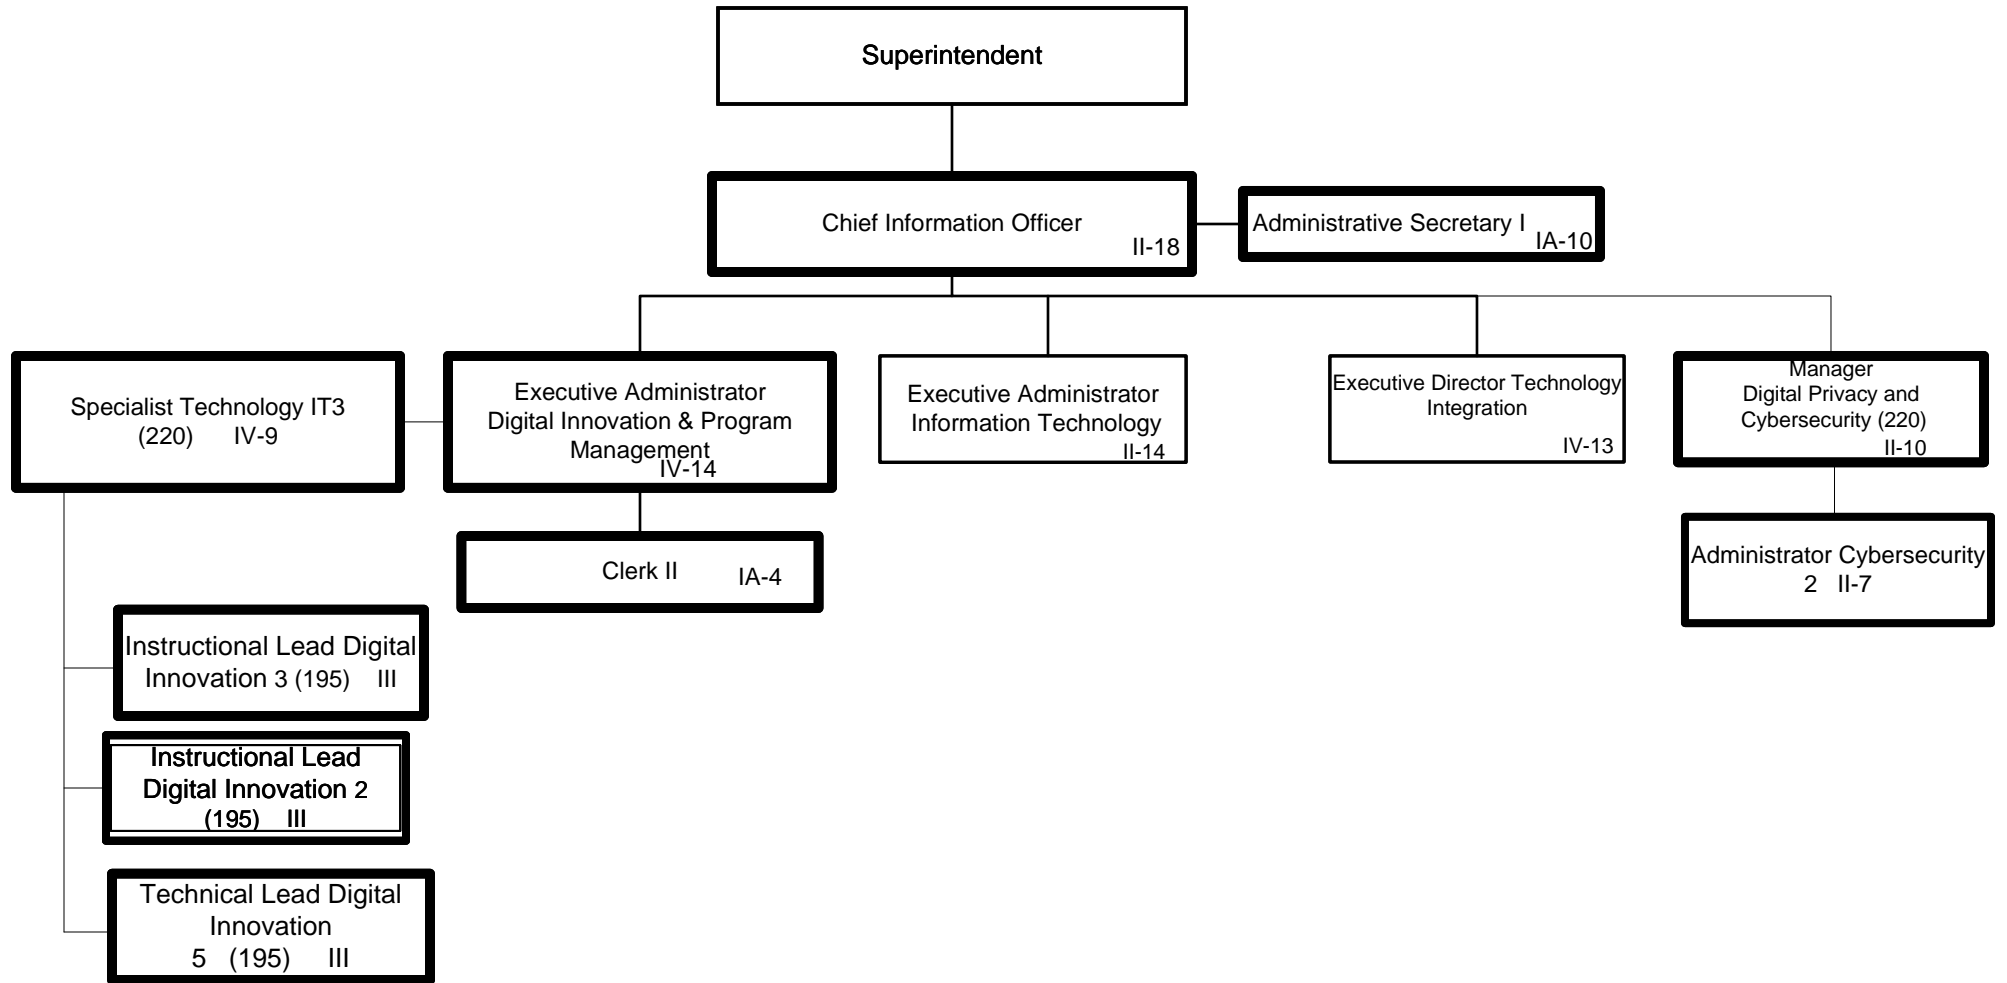 Superintendent
Chief Information Officer
II-18
Administrative Secretary I
IA-10
Specialist Technology IT3
(220) IV-9
Executive Administrator
Digital Innovation & Program
Management
IV-14
Executive Administrator
Information Technology
II-14
Executive Director Technology
Integration
IV-13
Manager
Digital Privacy and
Cybersecurity (220)
II-10
Clerk II IA-4
Administrator Cybersecurity
2 II-7
Instructional Lead Digital
Innovation 3 (195) III
Instructional Lead
Digital Innovation 2
(195) III
Technical Lead Digital
Innovation
5 (195) III